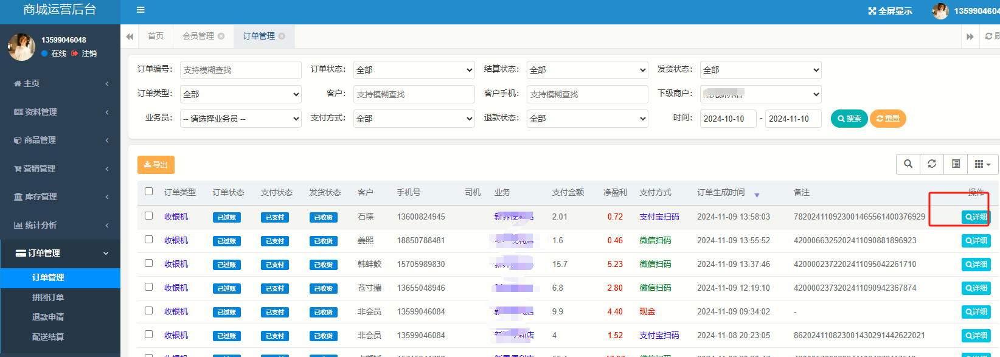 商城运营后台
全屏显示
135990460
13599046048
在线 注销
首页
会员管理
订单管理
主页
资料管理
商品管理
营销管理
库存管理
统计分析
订单管理
订单管理
拼团订单
退款申请
配送结算
订单编号: 支持模糊查找 订单状态: 全部 结算状态: 全部 发货状态: 全部
订单类型: 全部 客户: 支持模糊查找 客户手机: 支持模糊查找 下级商户:
业务员: -- 请选择业务员 -- 支付方式: 全部 退款状态: 全部 时间: 2024-10-10 - 2024-11-10 搜索 重置
导出
订单类型 订单状态 支付状态 发货状态 客户 手机号 司机 业务 支付金额 净盈利 支付方式 订单生成时间 备注 操作
收银机 已过账 已支付 已收货 石堞 13600824945 2.01 0.72 支付宝扫码 2024-11-09 13:58:03 7820241109230014655614003769​29 详细
收银机 已过账 已支付 已收货 姜照 18850788481 1.6 0.46 微信扫码 2024-11-09 13:55:52 4200066325202411090881896923 详细
收银机 已过账 已支付 已收货 韩蛘鲛 15705989830 15.7 5.23 微信扫码 2024-11-09 13:37:46 4200002372202411095042261710 详细
收银机 已过账 已支付 已收货 苍寸攮 13655048946 6.8 2.80 微信扫码 2024-11-09 12:19:10 4200002373202411090942367874 详细
收银机 已过账 已支付 已收货 非会员 13599046084 9.9 4.40 现金 2024-11-09 09:34:02 - 详细
收银机 已过账 已支付 已收货 非会员 13599046084 4 1.52 支付宝扫码 2024-11-08 20:23:05 86202411082300143029144​2622021 详细